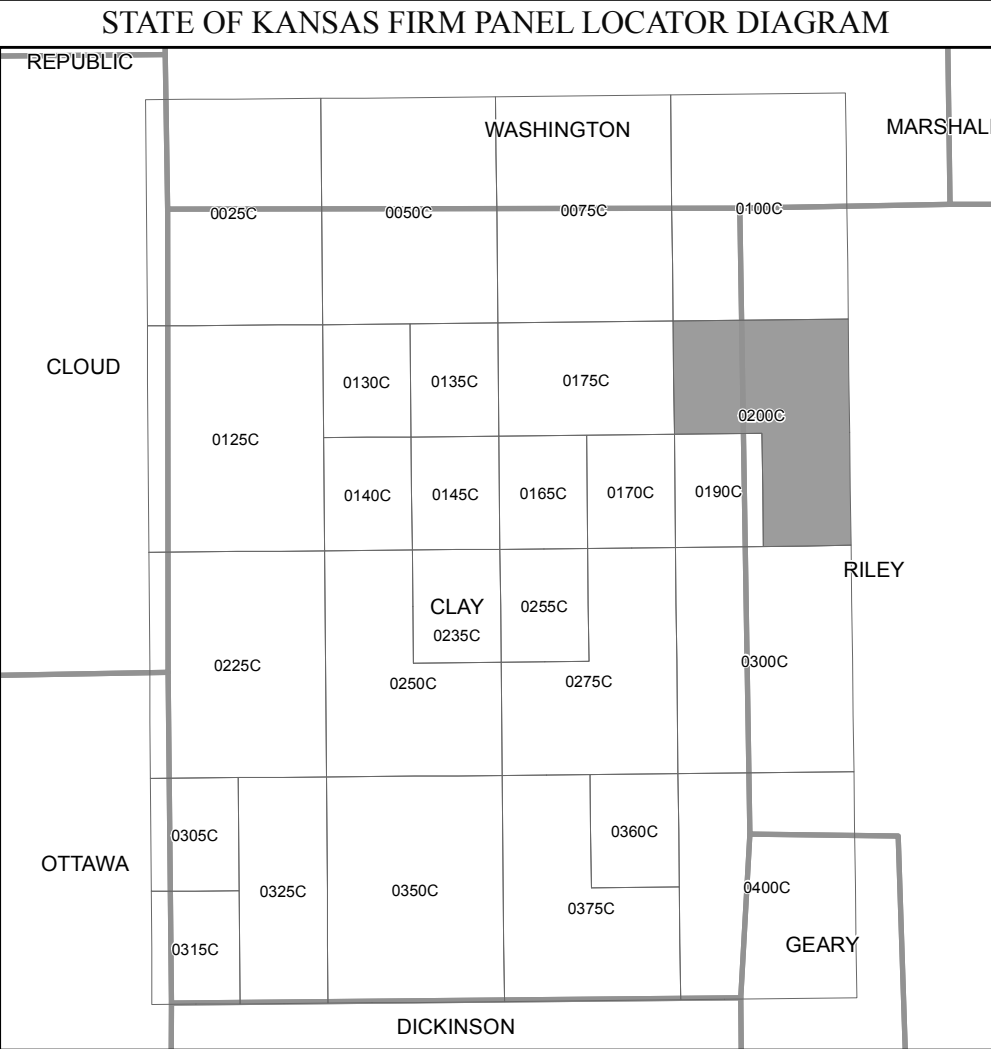 STATE OF KANSAS FIRM PANEL LOCATOR DIAGRAM
REPUBLIC
WASHINGTON
MARSHALL
0025C
0050C
0075C
0100C
CLOUD
0130C
0135C
0175C
0200C
0125C
0140C
0145C
0165C
0170C
0190C
RILEY
CLAY
0235C
0255C
0225C
0250C
0275C
0300C
0305C
0360C
OTTAWA
0325C
0350C
0375C
0400C
0315C
GEARY
DICKINSON